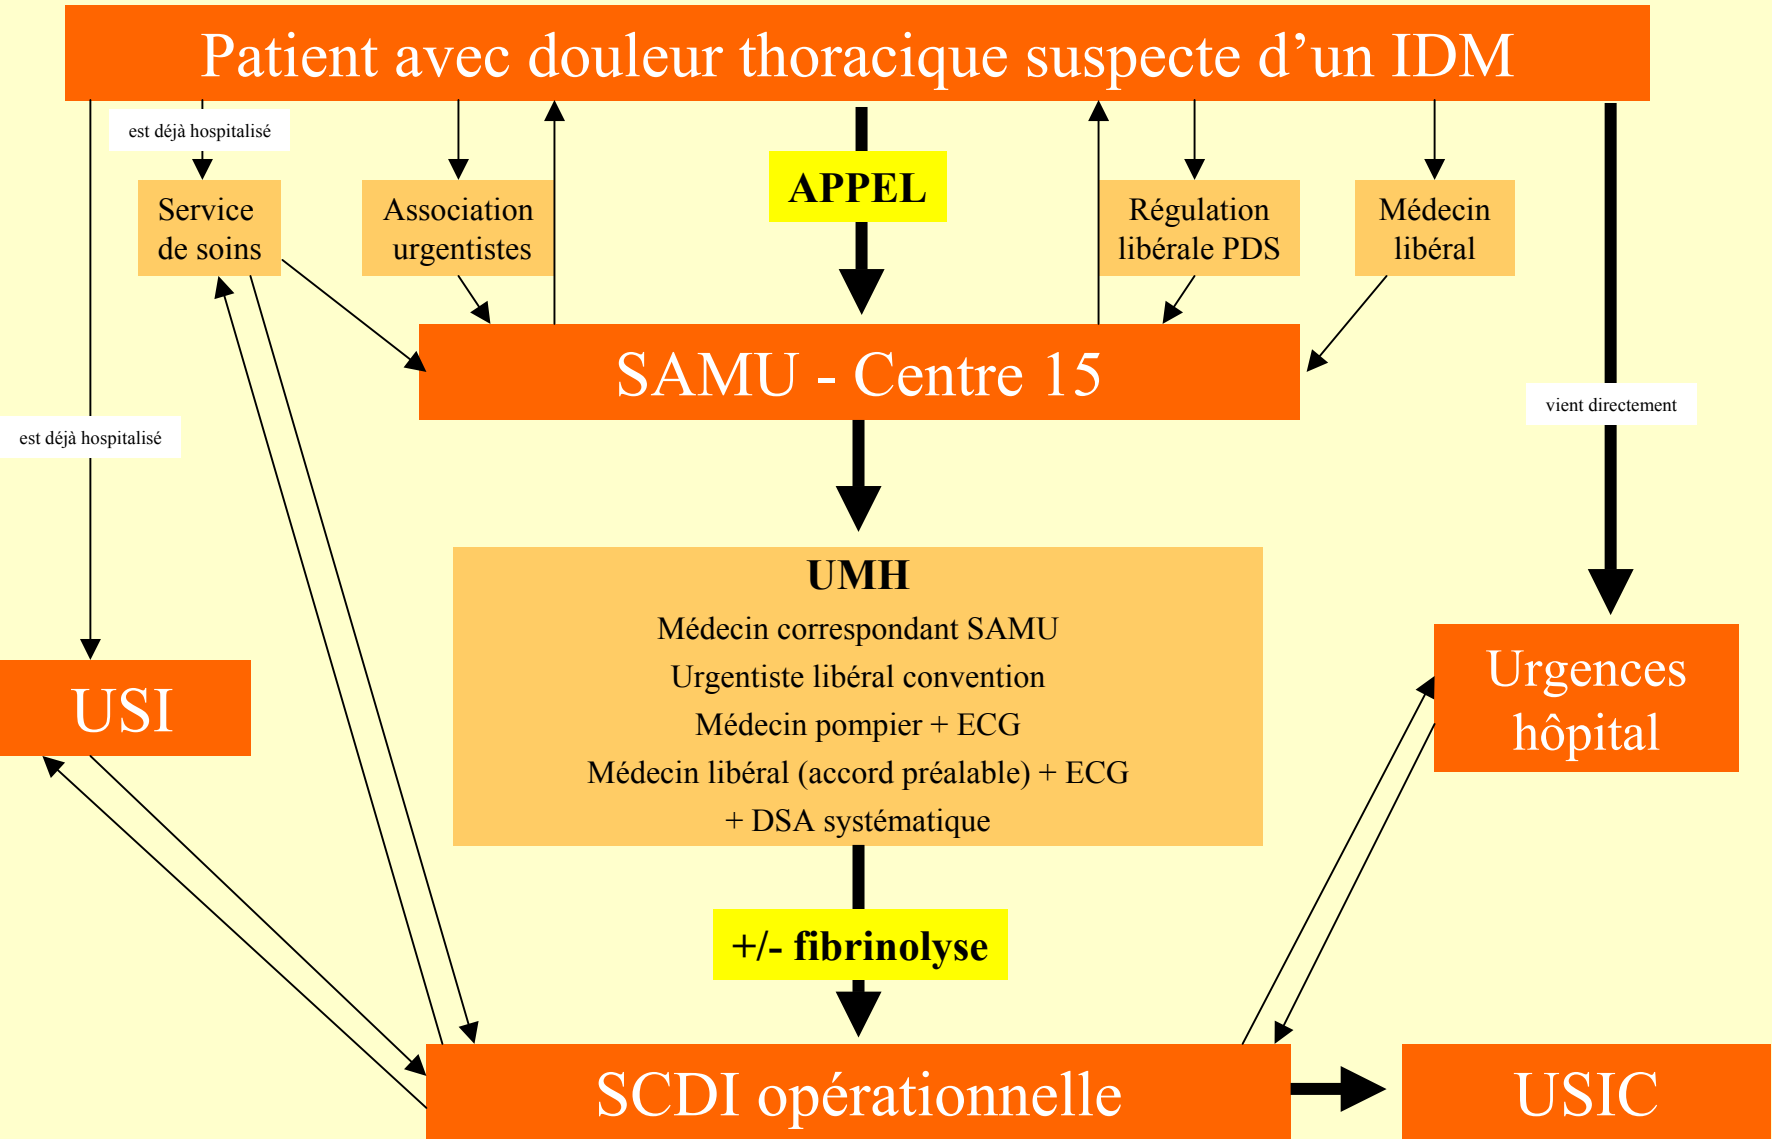 Patient avec douleur thoracique suspecte d’un IDM
est déjà hospitalisé
Service
de soins
Association
urgentistes
APPEL
Régulation
libérale PDS
Médecin
libéral
SAMU - Centre 15
est déjà hospitalisé
vient directement
UMH
Médecin correspondant SAMU
Urgentiste libéral convention
Médecin pompier + ECG
Médecin libéral (accord préalable) + ECG
+ DSA systématique
USI
Urgences
hôpital
+/- fibrinolyse
SCDI opérationnelle
USIC